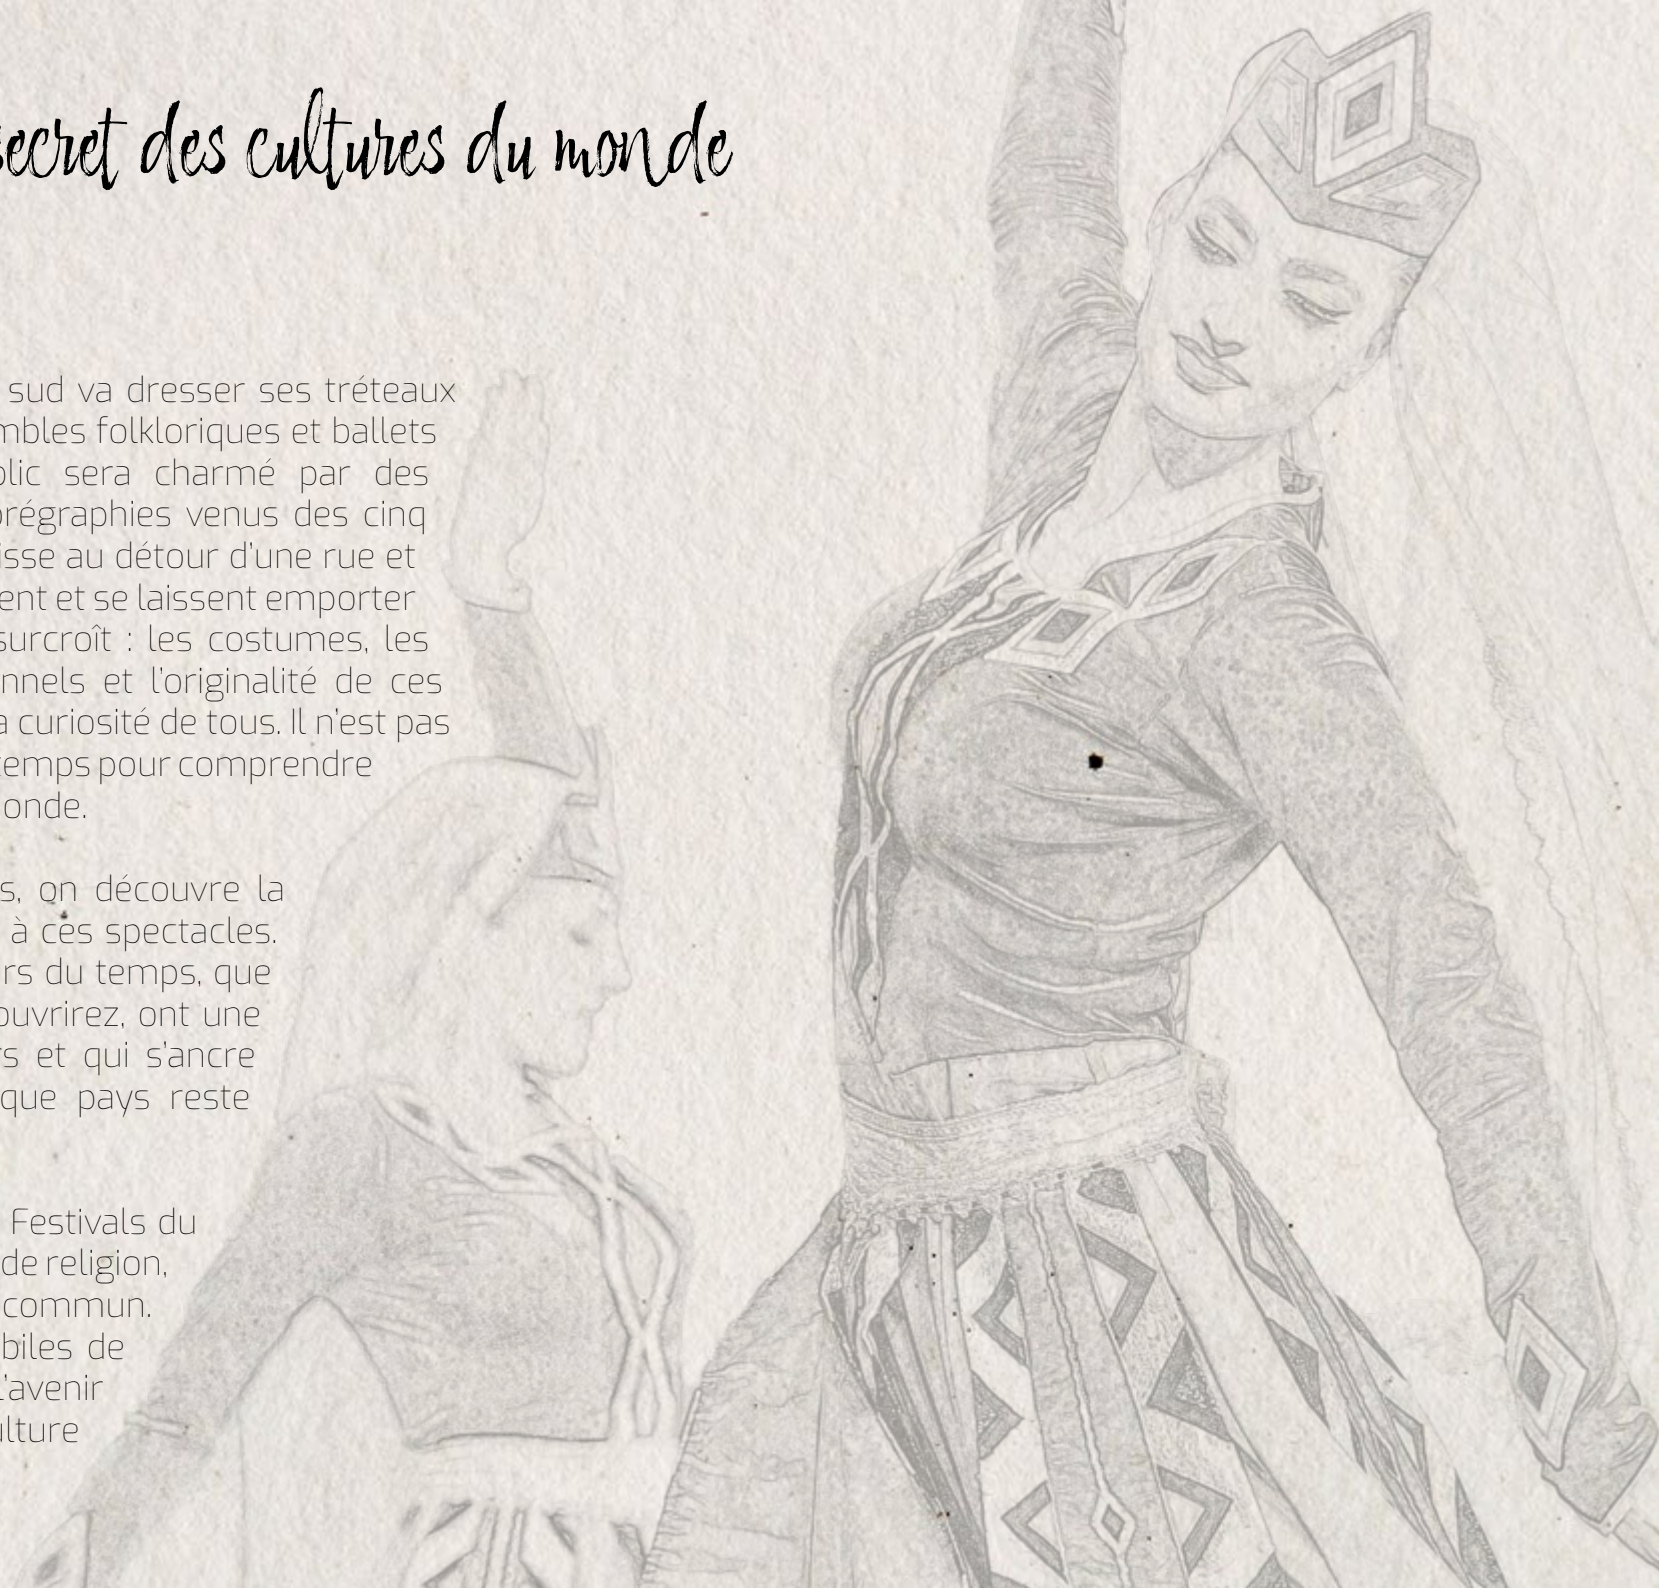 secret des cultures du monde
sud va dresser ses tréteaux
mbles folkloriques et ballets
blic sera charmé par des
orégraphies venus des cinq
isse au détour d'une rue et
ent et se laissent emporter
surcroît : les costumes, les
nnels et l'originalité de ces
a curiosité de tous. Il n'est pas
temps pour comprendre
onde.
s, on découvre la
à ces spectacles.
rs du temps, que
ouvrirez, ont une
rs et qui s'ancre
que pays reste
Festivals du
de religion,
commun.
biles de
L'avenir
ulture